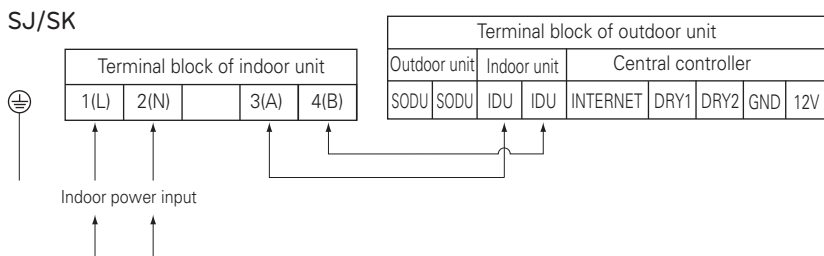 SJ/SK
Terminal block of indoor unit
1(L) 2(N) 3(A) 4(B)
Indoor power input
Terminal block of outdoor unit
Outdoor unit Indoor unit Central controller
SODU SODU IDU IDU INTERNET DRY1 DRY2 GND 12V